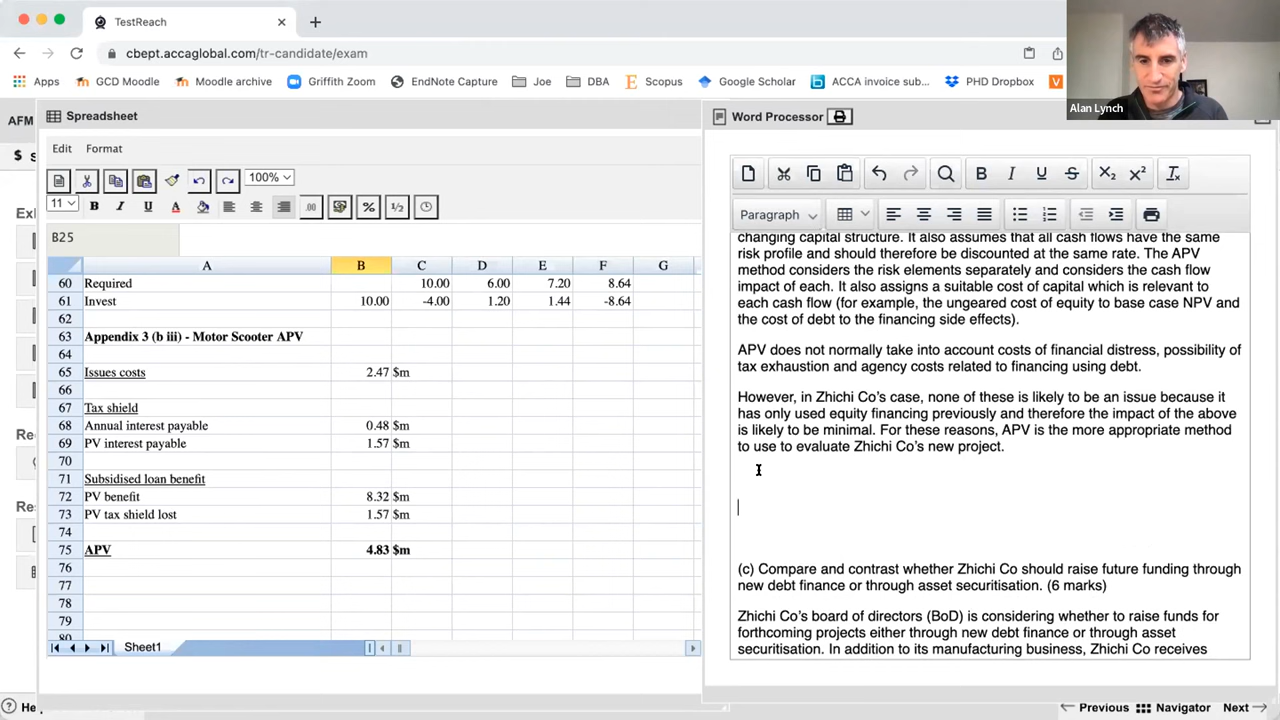 TestReach
cbept.accaglobal.com/tr-candidate/exam
Apps
GCD Moodle
Moodle archive
Griffith Zoom
EndNote Capture
Joe
DBA
Scopus
Google Scholar
ACCA invoice sub...
PHD Dropbox
Alan Lynch
AFM
Spreadsheet
Edit Format
100%
11
B25
A B C D E F G
60 Required 10.00 6.00 7.20 8.64
61 Invest 10.00 -4.00 1.20 1.44 -8.64
62
63 Appendix 3 (b iii) - Motor Scooter APV
64
65 Issues costs 2.47 $m
66
67 Tax shield
68 Annual interest payable 0.48 $m
69 PV interest payable 1.57 $m
70
71 Subsidised loan benefit
72 PV benefit 8.32 $m
73 PV tax shield lost 1.57 $m
74
75 APV 4.83 $m
76
77
78
79
80
Sheet1
Word Processor
Paragraph
changing capital structure. It also assumes that all cash flows have the same
risk profile and should therefore be discounted at the same rate. The APV
method considers the risk elements separately and considers the cash flow
impact of each. It also assigns a suitable cost of capital which is relevant to
each cash flow (for example, the ungeared cost of equity to base case NPV and
the cost of debt to the financing side effects).
APV does not normally take into account costs of financial distress, possibility of
tax exhaustion and agency costs related to financing using debt.
However, in Zhichi Co's case, none of these is likely to be an issue because it
has only used equity financing previously and therefore the impact of the above
is likely to be minimal. For these reasons, APV is the more appropriate method
to use to evaluate Zhichi Co's new project.
(c) Compare and contrast whether Zhichi Co should raise future funding through
new debt finance or through asset securitisation. (6 marks)
Zhichi Co's board of directors (BoD) is considering whether to raise funds for
forthcoming projects either through new debt finance or through asset
securitisation. In addition to its manufacturing business, Zhichi Co receives
Previous
Navigator
Next